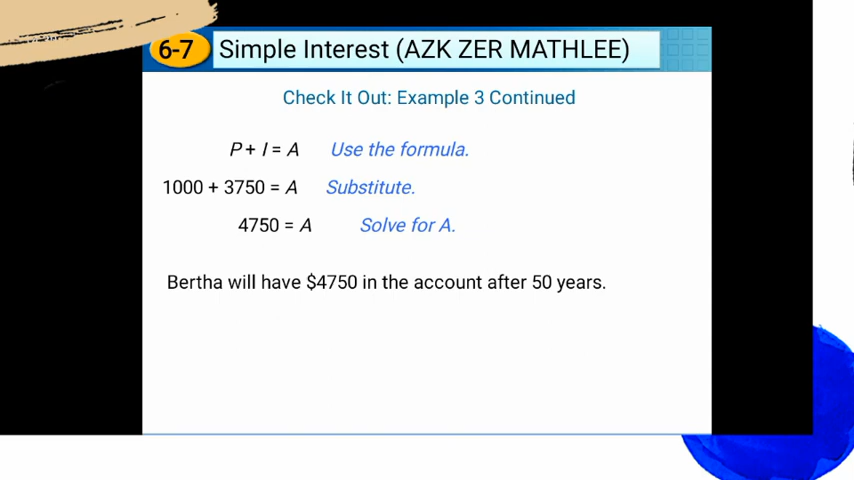 6-7 Simple Interest (AZK ZER MATHLEE)
Check It Out: Example 3 Continued
P + I = A Use the formula.
1000 + 3750 = A Substitute.
4750 = A Solve for A.
Bertha will have $4750 in the account after 50 years.